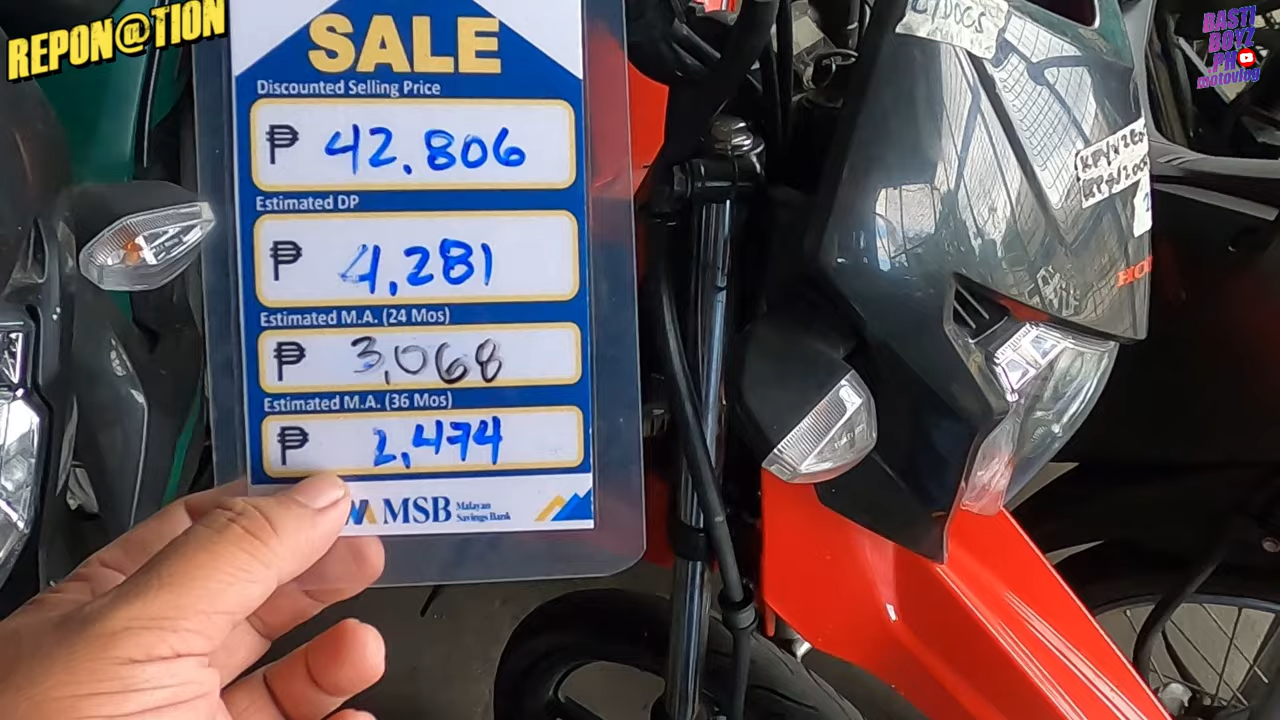 REPON@TION
BASTI
BOYZ
.PH
motovlog
SALE
Discounted Selling Price
₱ 42.806
Estimated DP
₱ 4,281
Estimated M.A. (24 Mos)
₱ 3,068
Estimated M.A. (36 Mos)
₱ 2,474
MSB Malayan
Savings Bank